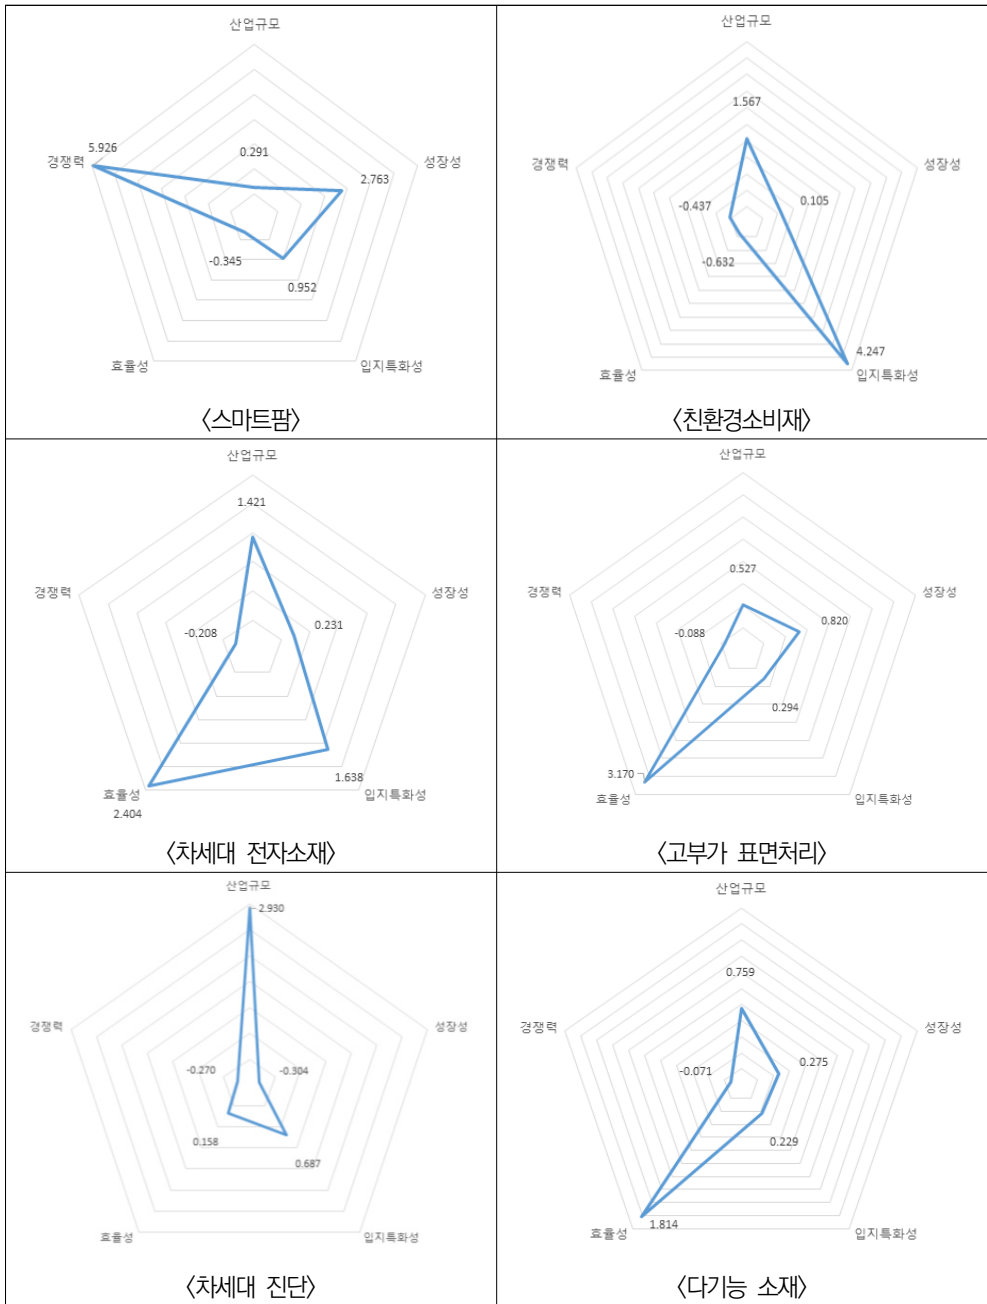 산업규모
0.291
경쟁력
5.926
성장성
2.763
-0.345
0.952
효율성
입지특화성
〈스마트팜〉
산업규모
1.567
경쟁력
성장성
-0.437
0.105
-0.632
4.247
효율성
입지특화성
〈친환경소비재〉
산업규모
1.421
경쟁력
성장성
-0.208
0.231
1.638
효율성
입지특화성
2.404
〈차세대 전자소재〉
산업규모
0.527
경쟁력
성장성
-0.088
0.820
0.294
3.170
효율성
입지특화성
〈고부가 표면처리〉
산업규모
2.930
경쟁력
성장성
-0.270
-0.304
0.158
0.687
효율성
입지특화성
〈차세대 진단〉
산업규모
0.759
경쟁력
성장성
-0.071
0.275
0.229
1.814
효율성
입지특화성
〈다기능 소재〉